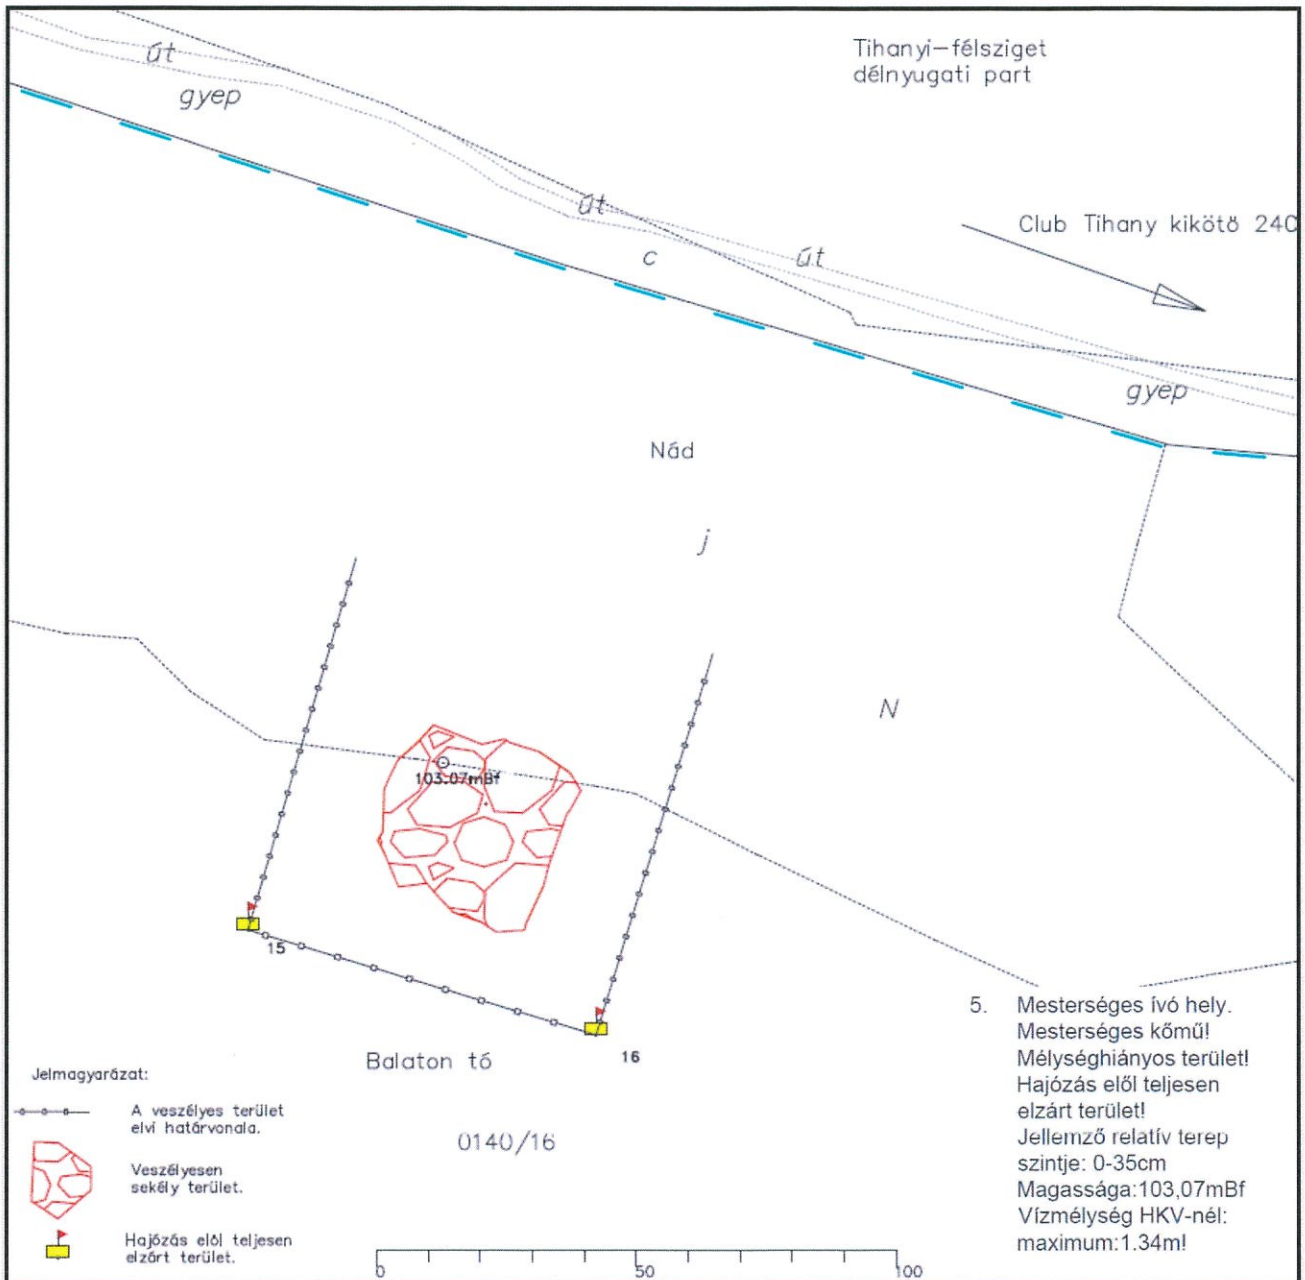 Tihanyi-félsziget
délnyugati part
út
gyep
út
Club Tihany kikötő 240
c
út
gyep
Nád
j
N
103.07mBf
15
16
Balaton tó
0140/16
Jelmagyarázat:
A veszélyes terület
elvi határvonala.
Veszélyesen
sekély terület.
Hajózás elől teljesen
elzárt terület.
0
50
100
5. Mesterséges ívó hely.
Mesterséges kőmű!
Mélységhiányos terület!
Hajózás elől teljesen
elzárt terület!
Jellemző relatív terep
szintje: 0-35cm
Magassága:103,07mBf
Vízmélység HKV-nél:
maximum:1.34m!